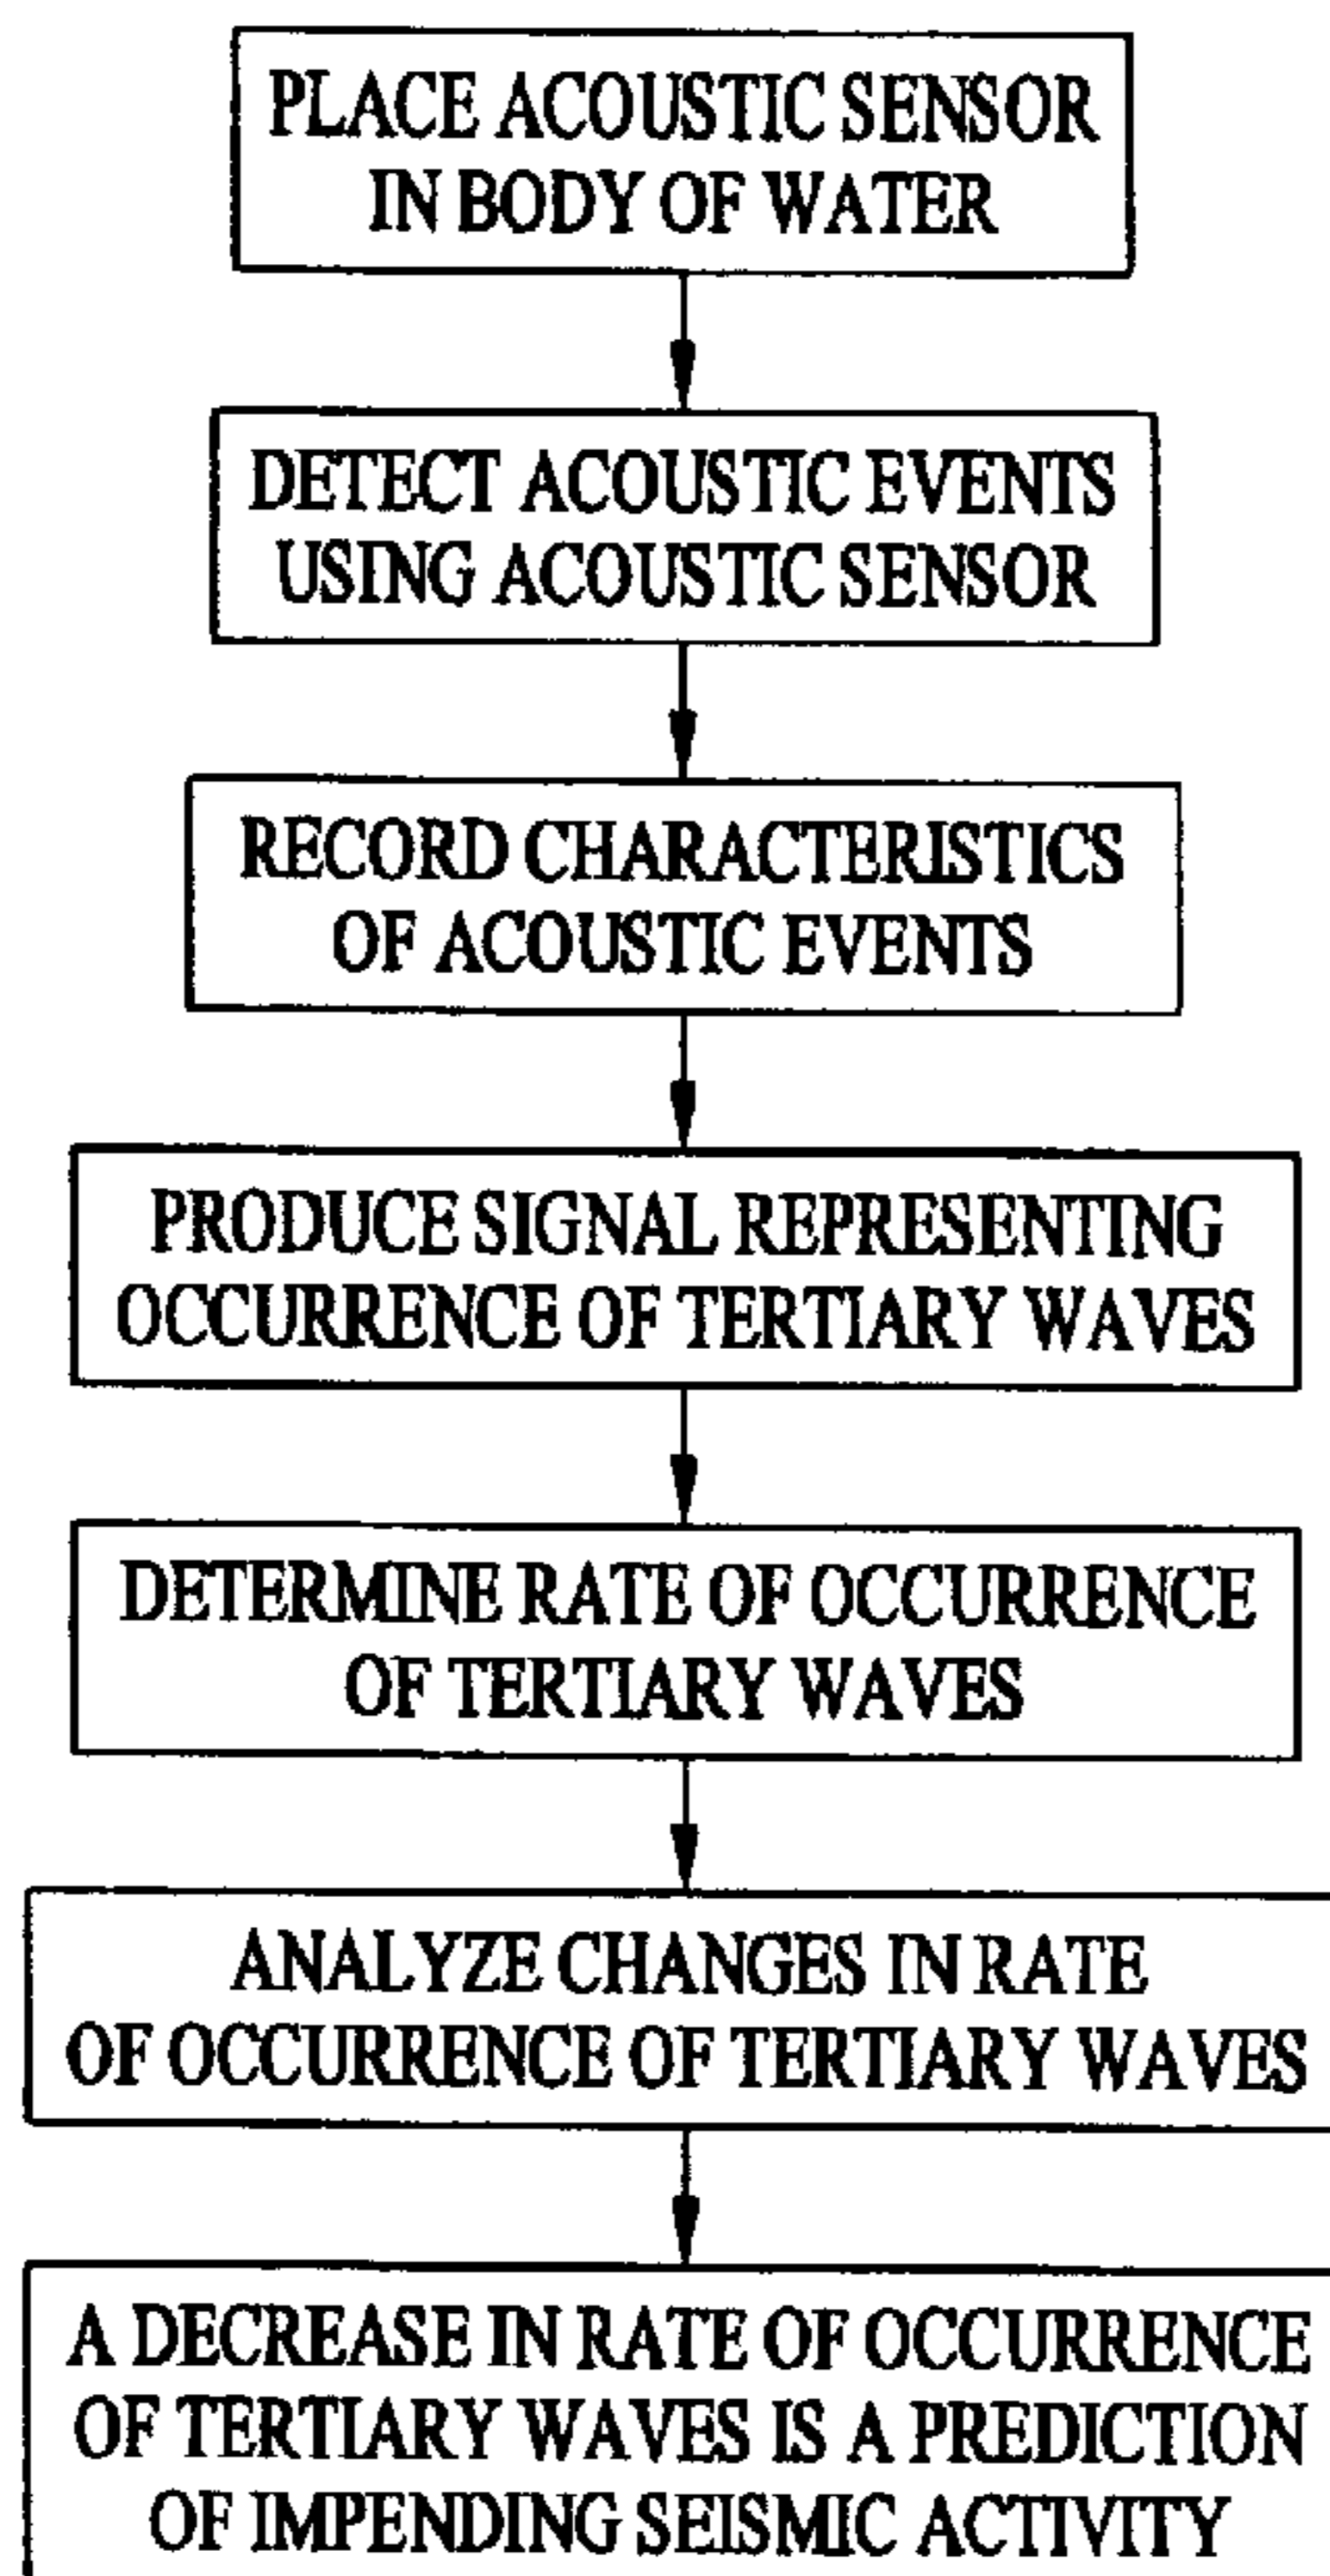 PLACE ACOUSTIC SENSOR
IN BODY OF WATER
DETECT ACOUSTIC EVENTS
USING ACOUSTIC SENSOR
RECORD CHARACTERISTICS
OF ACOUSTIC EVENTS
PRODUCE SIGNAL REPRESENTING
OCCURRENCE OF TERTIARY WAVES
DETERMINE RATE OF OCCURRENCE
OF TERTIARY WAVES
ANALYZE CHANGES IN RATE
OF OCCURRENCE OF TERTIARY WAVES
A DECREASE IN RATE OF OCCURRENCE
OF TERTIARY WAVES IS A PREDICTION
OF IMPENDING SEISMIC ACTIVITY